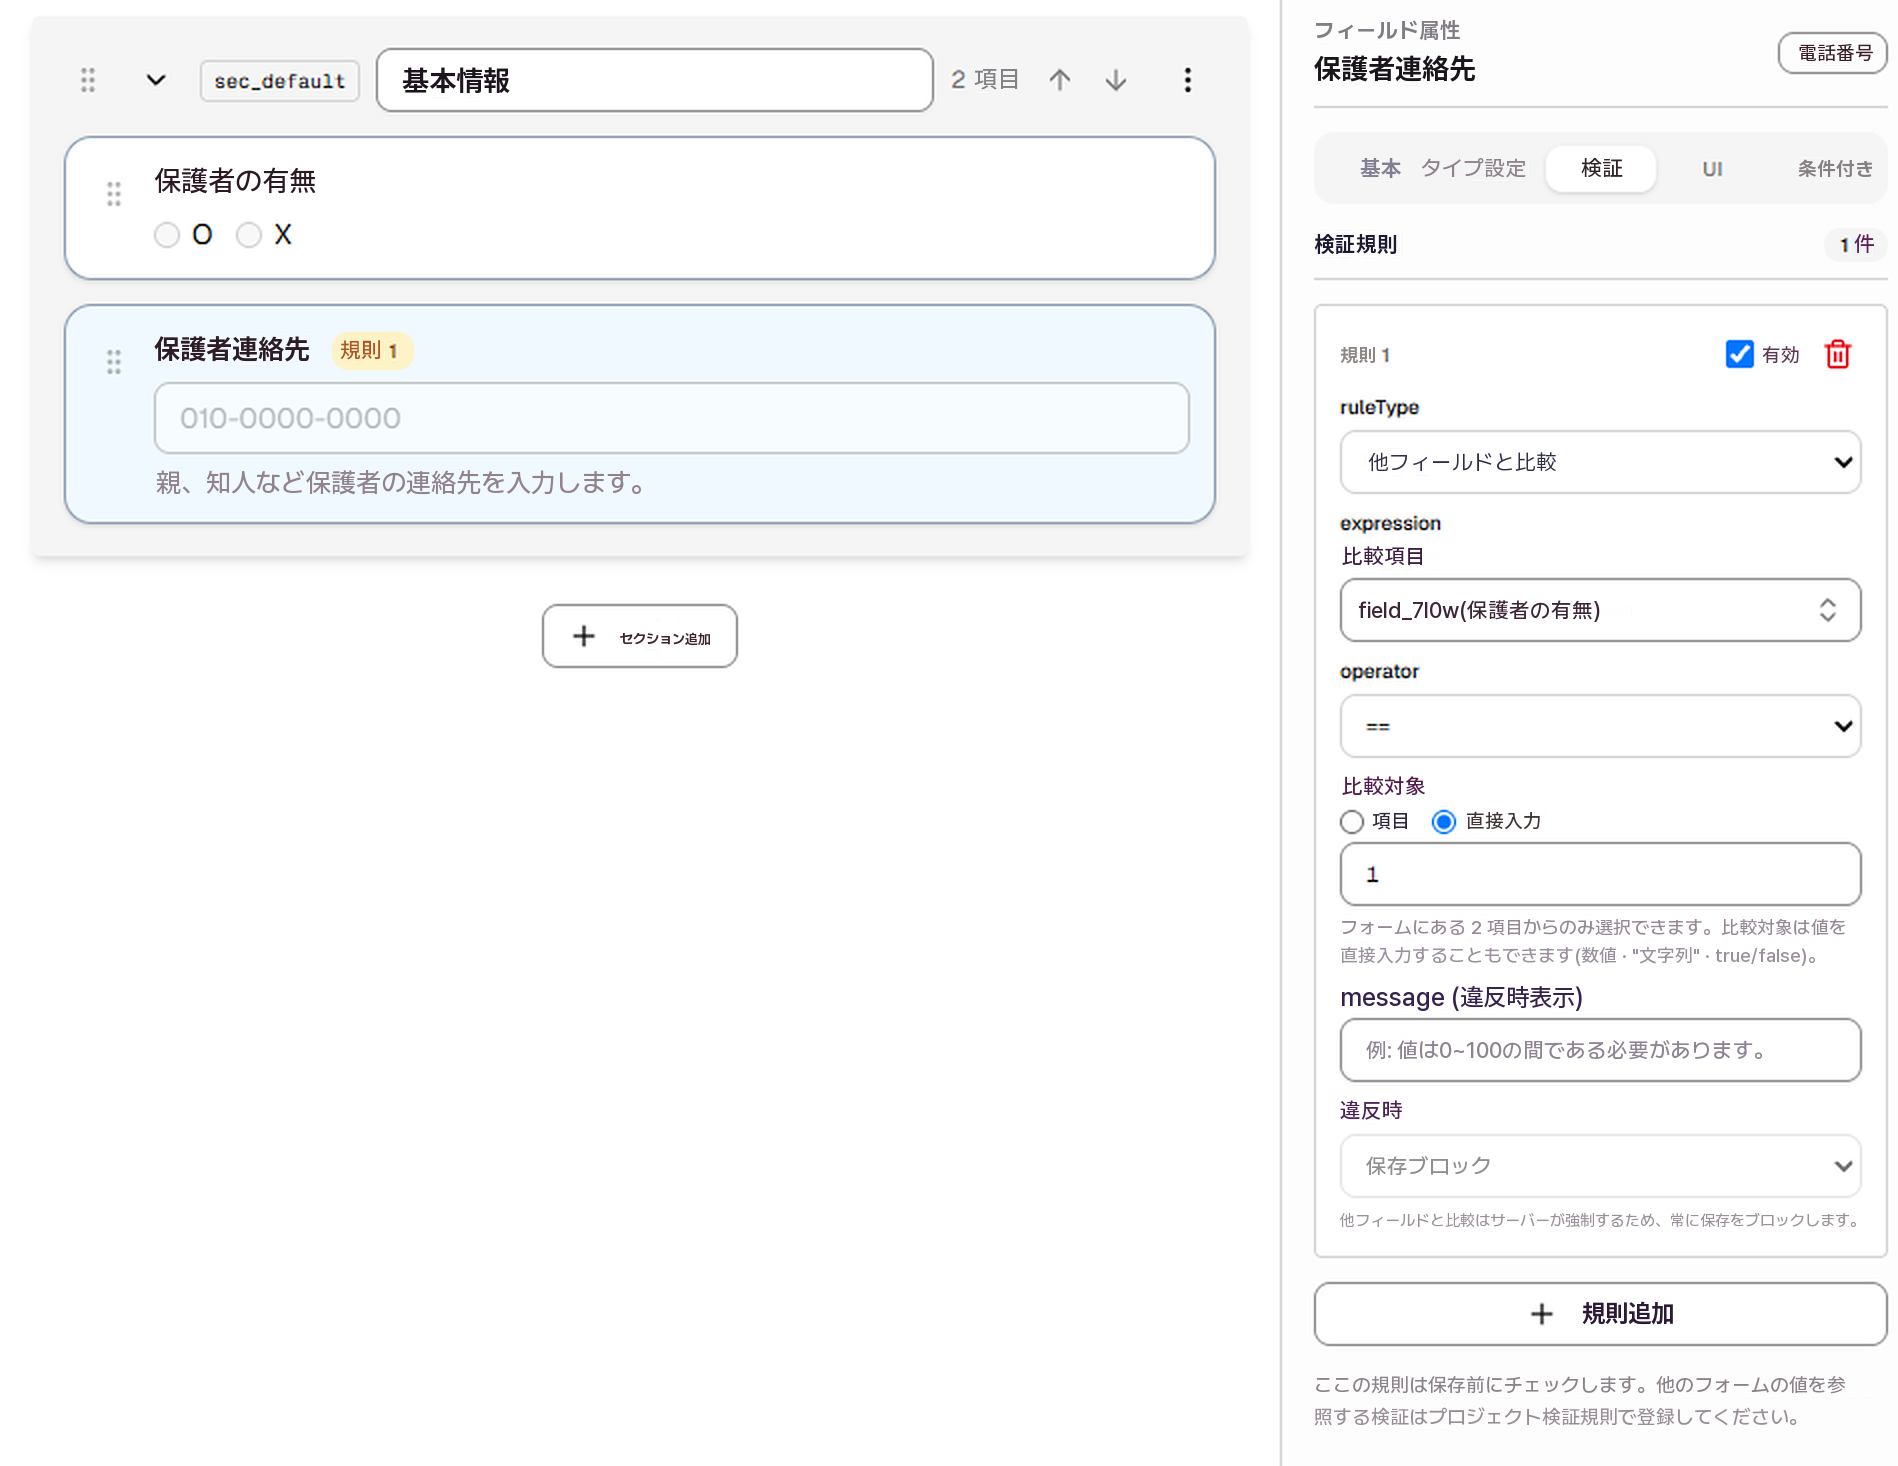 sec_default
基本情報
2 項目
保護者の有無
O
X
保護者連絡先
規則 1
010-0000-0000
親、知人など保護者の連絡先を入力します。
セクション追加
フィールド属性
保護者連絡先
電話番号
基本
タイプ設定
検証
UI
条件付き
検証規則
1 件
規則 1
有効
ruleType
他フィールドと比較
expression
比較項目
field_7l0w(保護者の有無)
operator
==
比較対象
項目
直接入力
1
フォームにある 2 項目からのみ選択できます。比較対象は値を
直接入力することもできます(数値 · "文字列" · true/false)。
message (違反時表示)
例: 値は0~100の間である必要があります。
違反時
保存ブロック
他フィールドと比較はサーバーが強制するため、常に保存をブロックします。
規則追加
ここの規則は保存前にチェックします。他のフォームの値を参
照する検証はプロジェクト検証規則で登録してください。